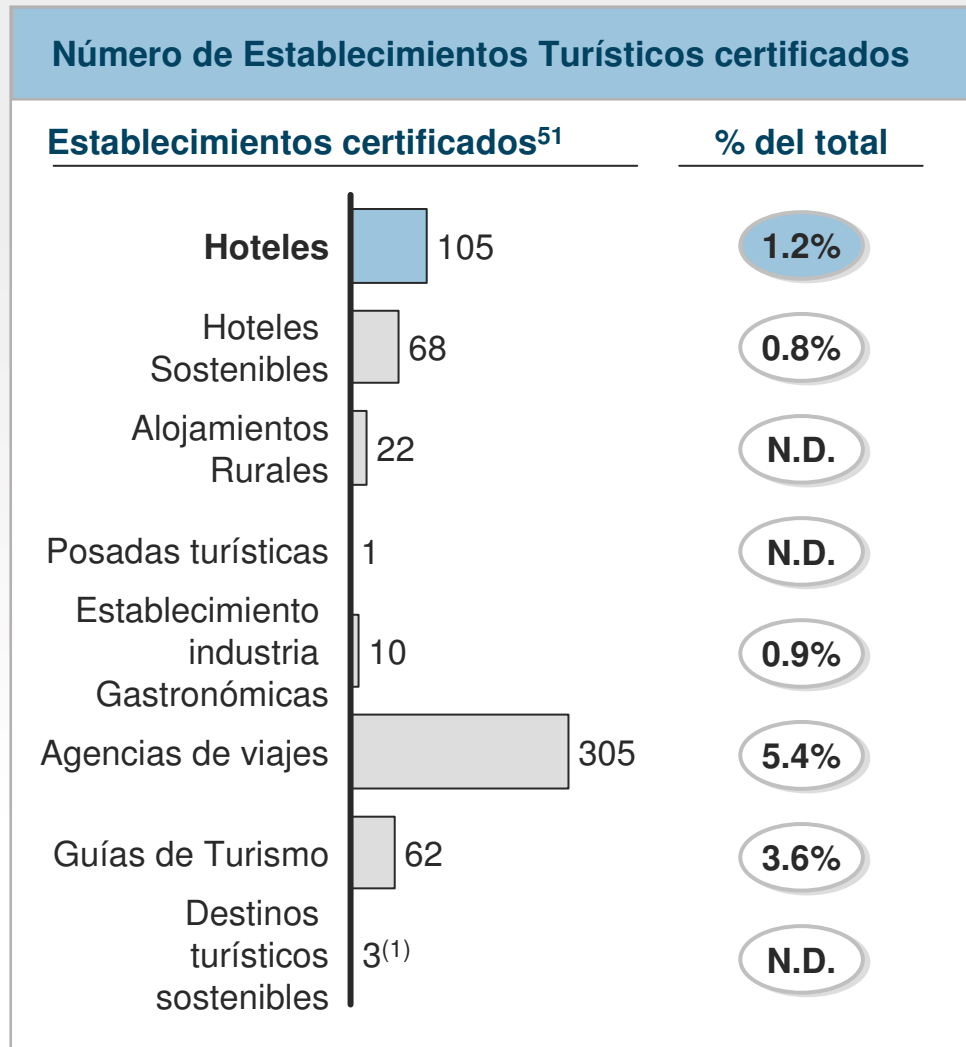 Número de Establecimientos Turísticos certificados
Establecimientos certificados51 % del total
Hoteles 105 1.2%
Hoteles
Sostenibles 68 0.8%
Alojamientos
Rurales 22 N.D.
Posadas turísticas 1 N.D.
Establecimiento
industria
Gastronómicas 10 0.9%
Agencias de viajes 305 5.4%
Guías de Turismo 62 3.6%
Destinos
turísticos
sostenibles 3(1) N.D.